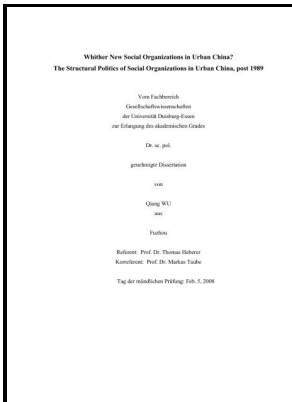 Whither New Social Organizations in Urban China?
The Structural Politics of Social Organizations in Urban China, post 1989
Vom Fachbereich
Gesellschaftswissenschaften
der Universität Duisburg-Essen
zur Erlangung des akademischen Grades
Dr. sc. pol.
genehmigte Dissertation
von
Qiang WU
aus
Fuzhou
Referent: Prof. Dr. Thomas Heberer
Korreferent: Prof. Dr. Markus Taube
Tag der mündlichen Prüfung: Feb. 5, 2008